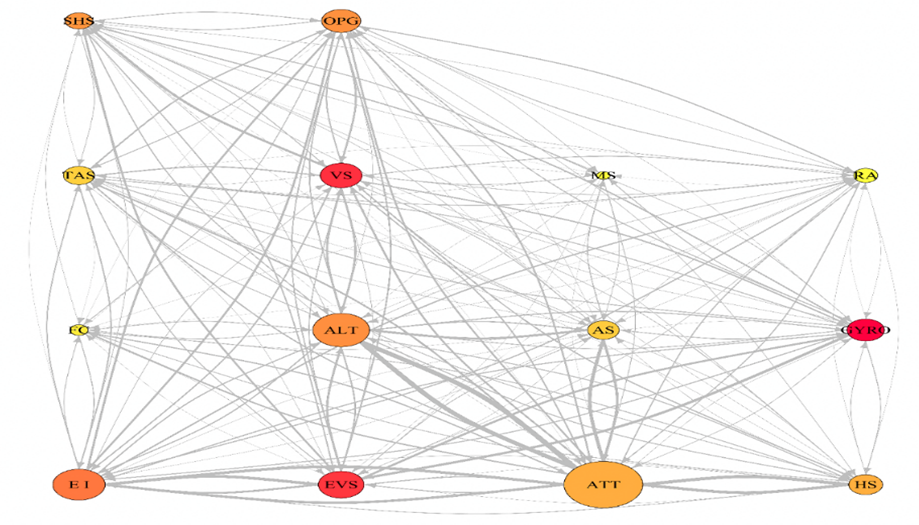 SHS OPG
TAS VS MS RA
FC ALT AS GYRO
E I EVS ATT HS